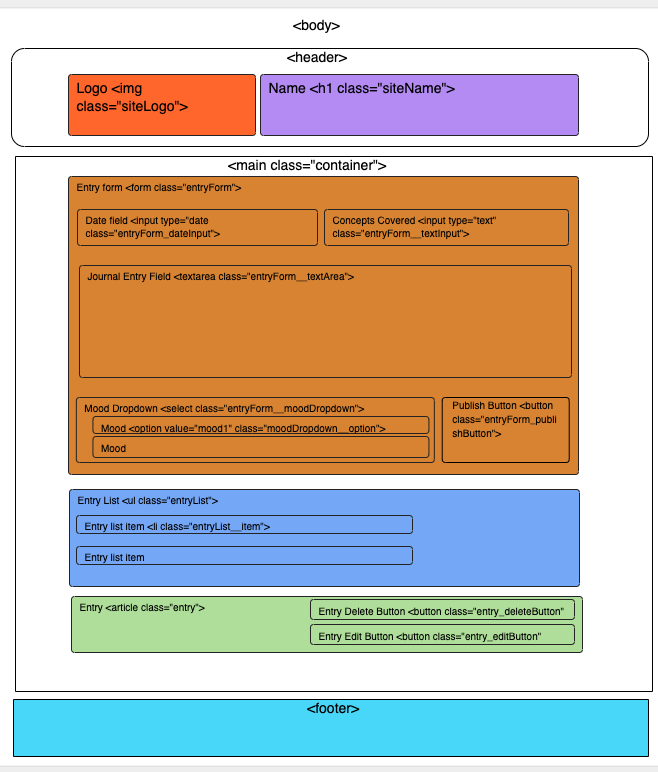 <body>
<header>
Logo <img
class="siteLogo">
Name <h1 class="siteName">
<main class="container">
Entry form <form class="entryForm">
Date field <input type="date
class="entryForm_dateInput">
Concepts Covered <input type="text"
class="entryForm__textInput">
Journal Entry Field <textarea class="entryForm__textArea">
Mood Dropdown <select class="entryForm__moodDropdown">
Mood <option value="mood1" class="moodDropdown__option">
Mood
Publish Button <button
class="entryForm_publi
shButton">
Entry List <ul class="entryList">
Entry list item <li class="entryList__item">
Entry list item
Entry <article class="entry">
Entry Delete Button <button class="entry_deleteButton"
Entry Edit Button <button class="entry_editButton"
<footer>